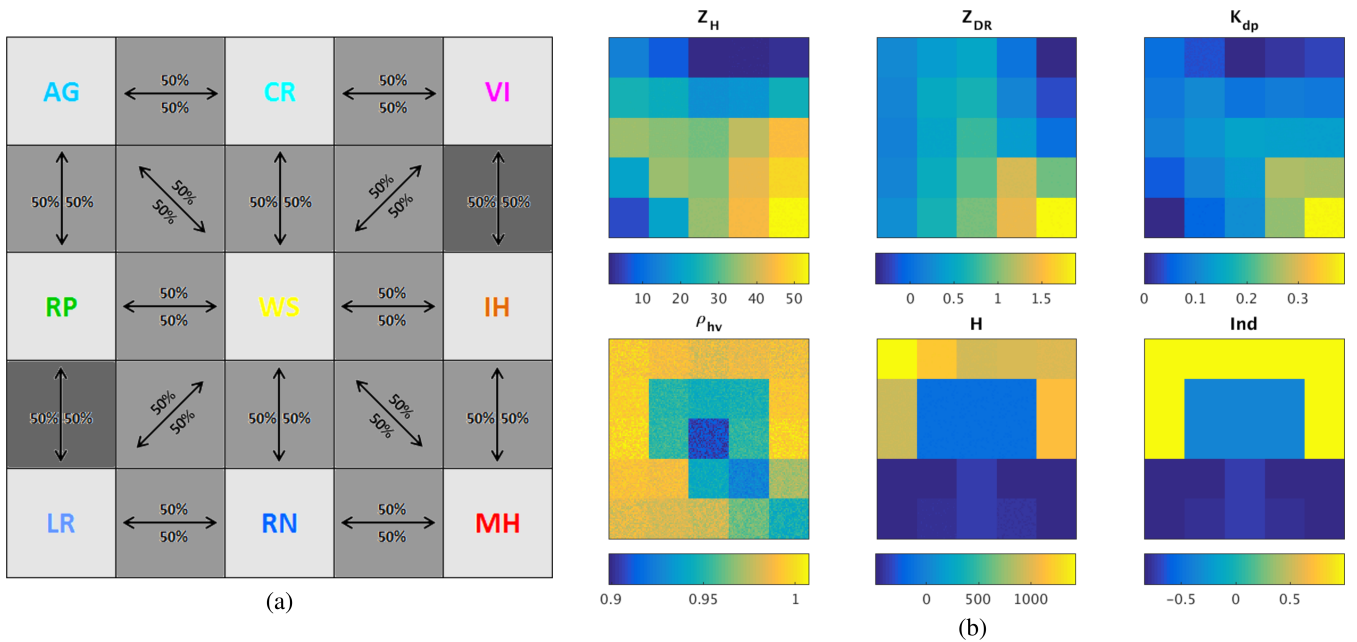 AG 50% 50% CR 50% 50% VI
50% 50% 50% 50% 50% 50% 50% 50% 50% 50%
RP 50% 50% WS 50% 50% IH
50% 50% 50% 50% 50% 50% 50% 50% 50% 50%
LR 50% 50% RN 50% 50% MH
(a)
Z_H Z_DR K_dp
10 20 30 40 50
0 0.5 1 1.5
0 0.1 0.2 0.3
ρ_hv H Ind
0.9 0.95 1
0 500 1000
−0.5 0 0.5
(b)